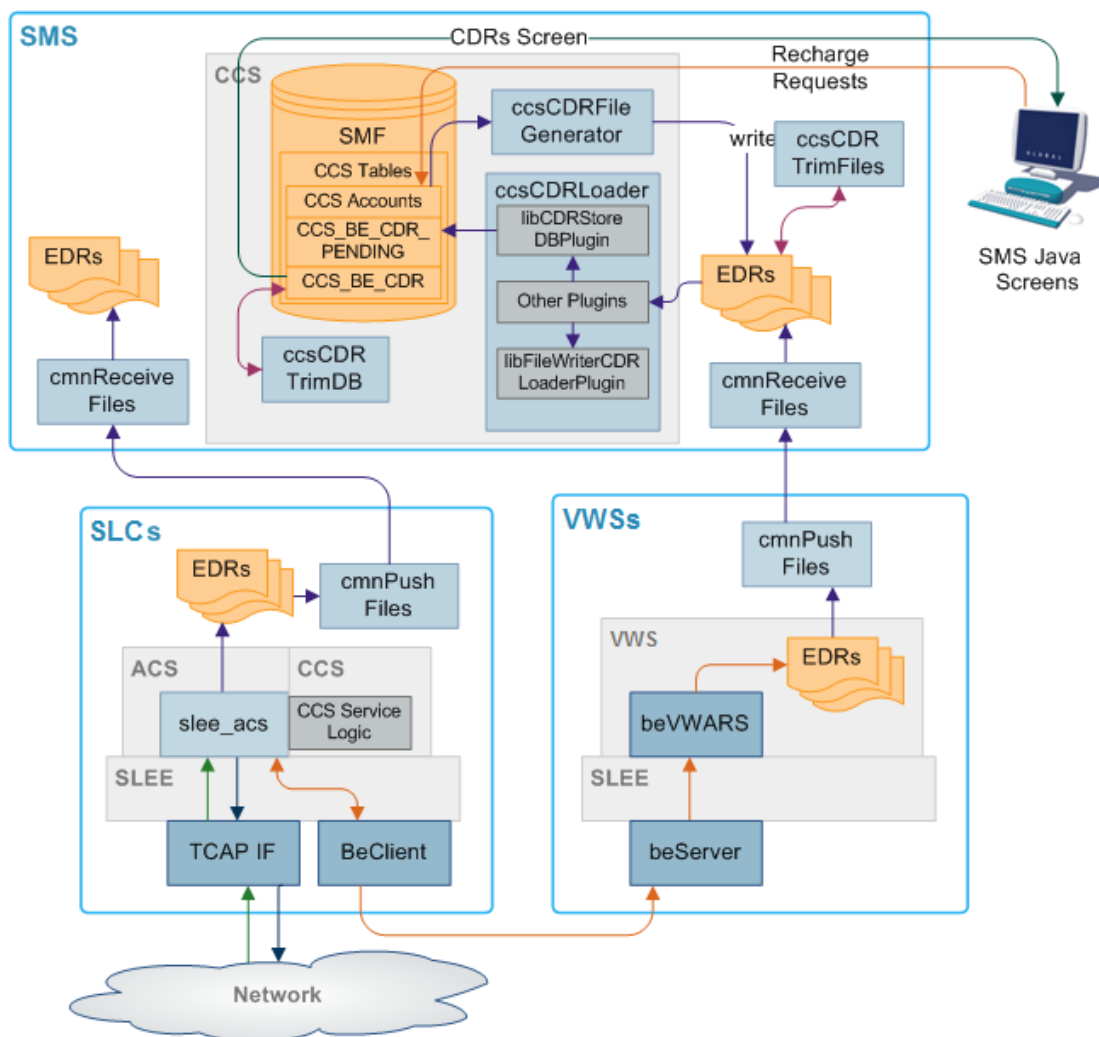 SMS
CDRs Screen
Recharge
Requests
CCS
SMF
CCS Tables
CCS Accounts
CCS_BE_CDR_
PENDING
CCS_BE_CDR
ccsCDRFile
Generator
write
ccsCDR
TrimFiles
GLOBAL
SMS Java
Screens
ccsCDRLoader
libCDRStore
DBPlugin
Other Plugins
libFileWriterCDR
LoaderPlugin
EDRs
EDRs
ccsCDR
TrimDB
cmnReceive
Files
cmnReceive
Files
SLCs
EDRs
cmnPush
Files
ACS
CCS
slee_acs
CCS Service
Logic
SLEE
TCAP IF
BeClient
VWSs
cmnPush
Files
VWS
EDRs
beVWARS
SLEE
beServer
Network